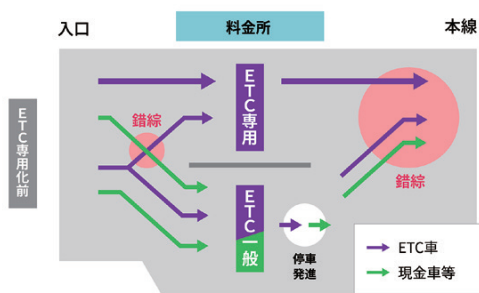 入口
料金所
本線
ETC専用化前
錯綜
ETC専用
錯綜
ETC一般
停車
発進
ETC車
現金車等